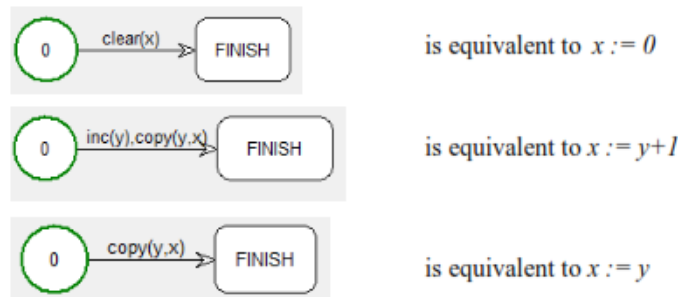 0 clear(x) FINISH is equivalent to x := 0
0 inc(y),copy(y,x) FINISH is equivalent to x := y+1
0 copy(y,x) FINISH is equivalent to x := y